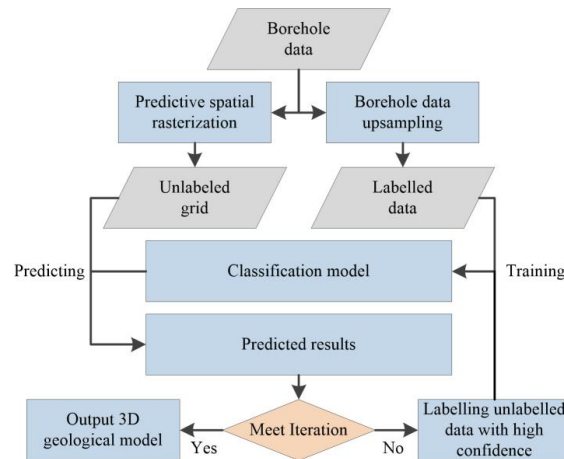 Borehole
data
Predictive spatial
rasterization
Borehole data
upsampling
Unlabeled
grid
Labelled
data
Predicting
Classification model
Training
Predicted results
Output 3D
geological model
Yes
Meet Iteration
No
Labelling unlabelled
data with high
confidence